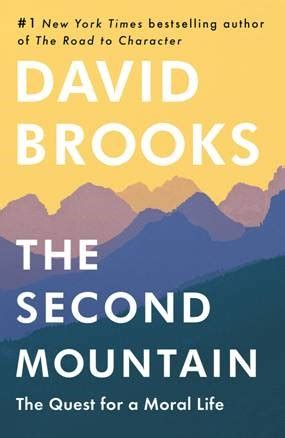 #1 New York Times bestselling author
of The Road to Character
DAVID
BROOKS
THE
SECOND
MOUNTAIN
The Quest for a Moral Life